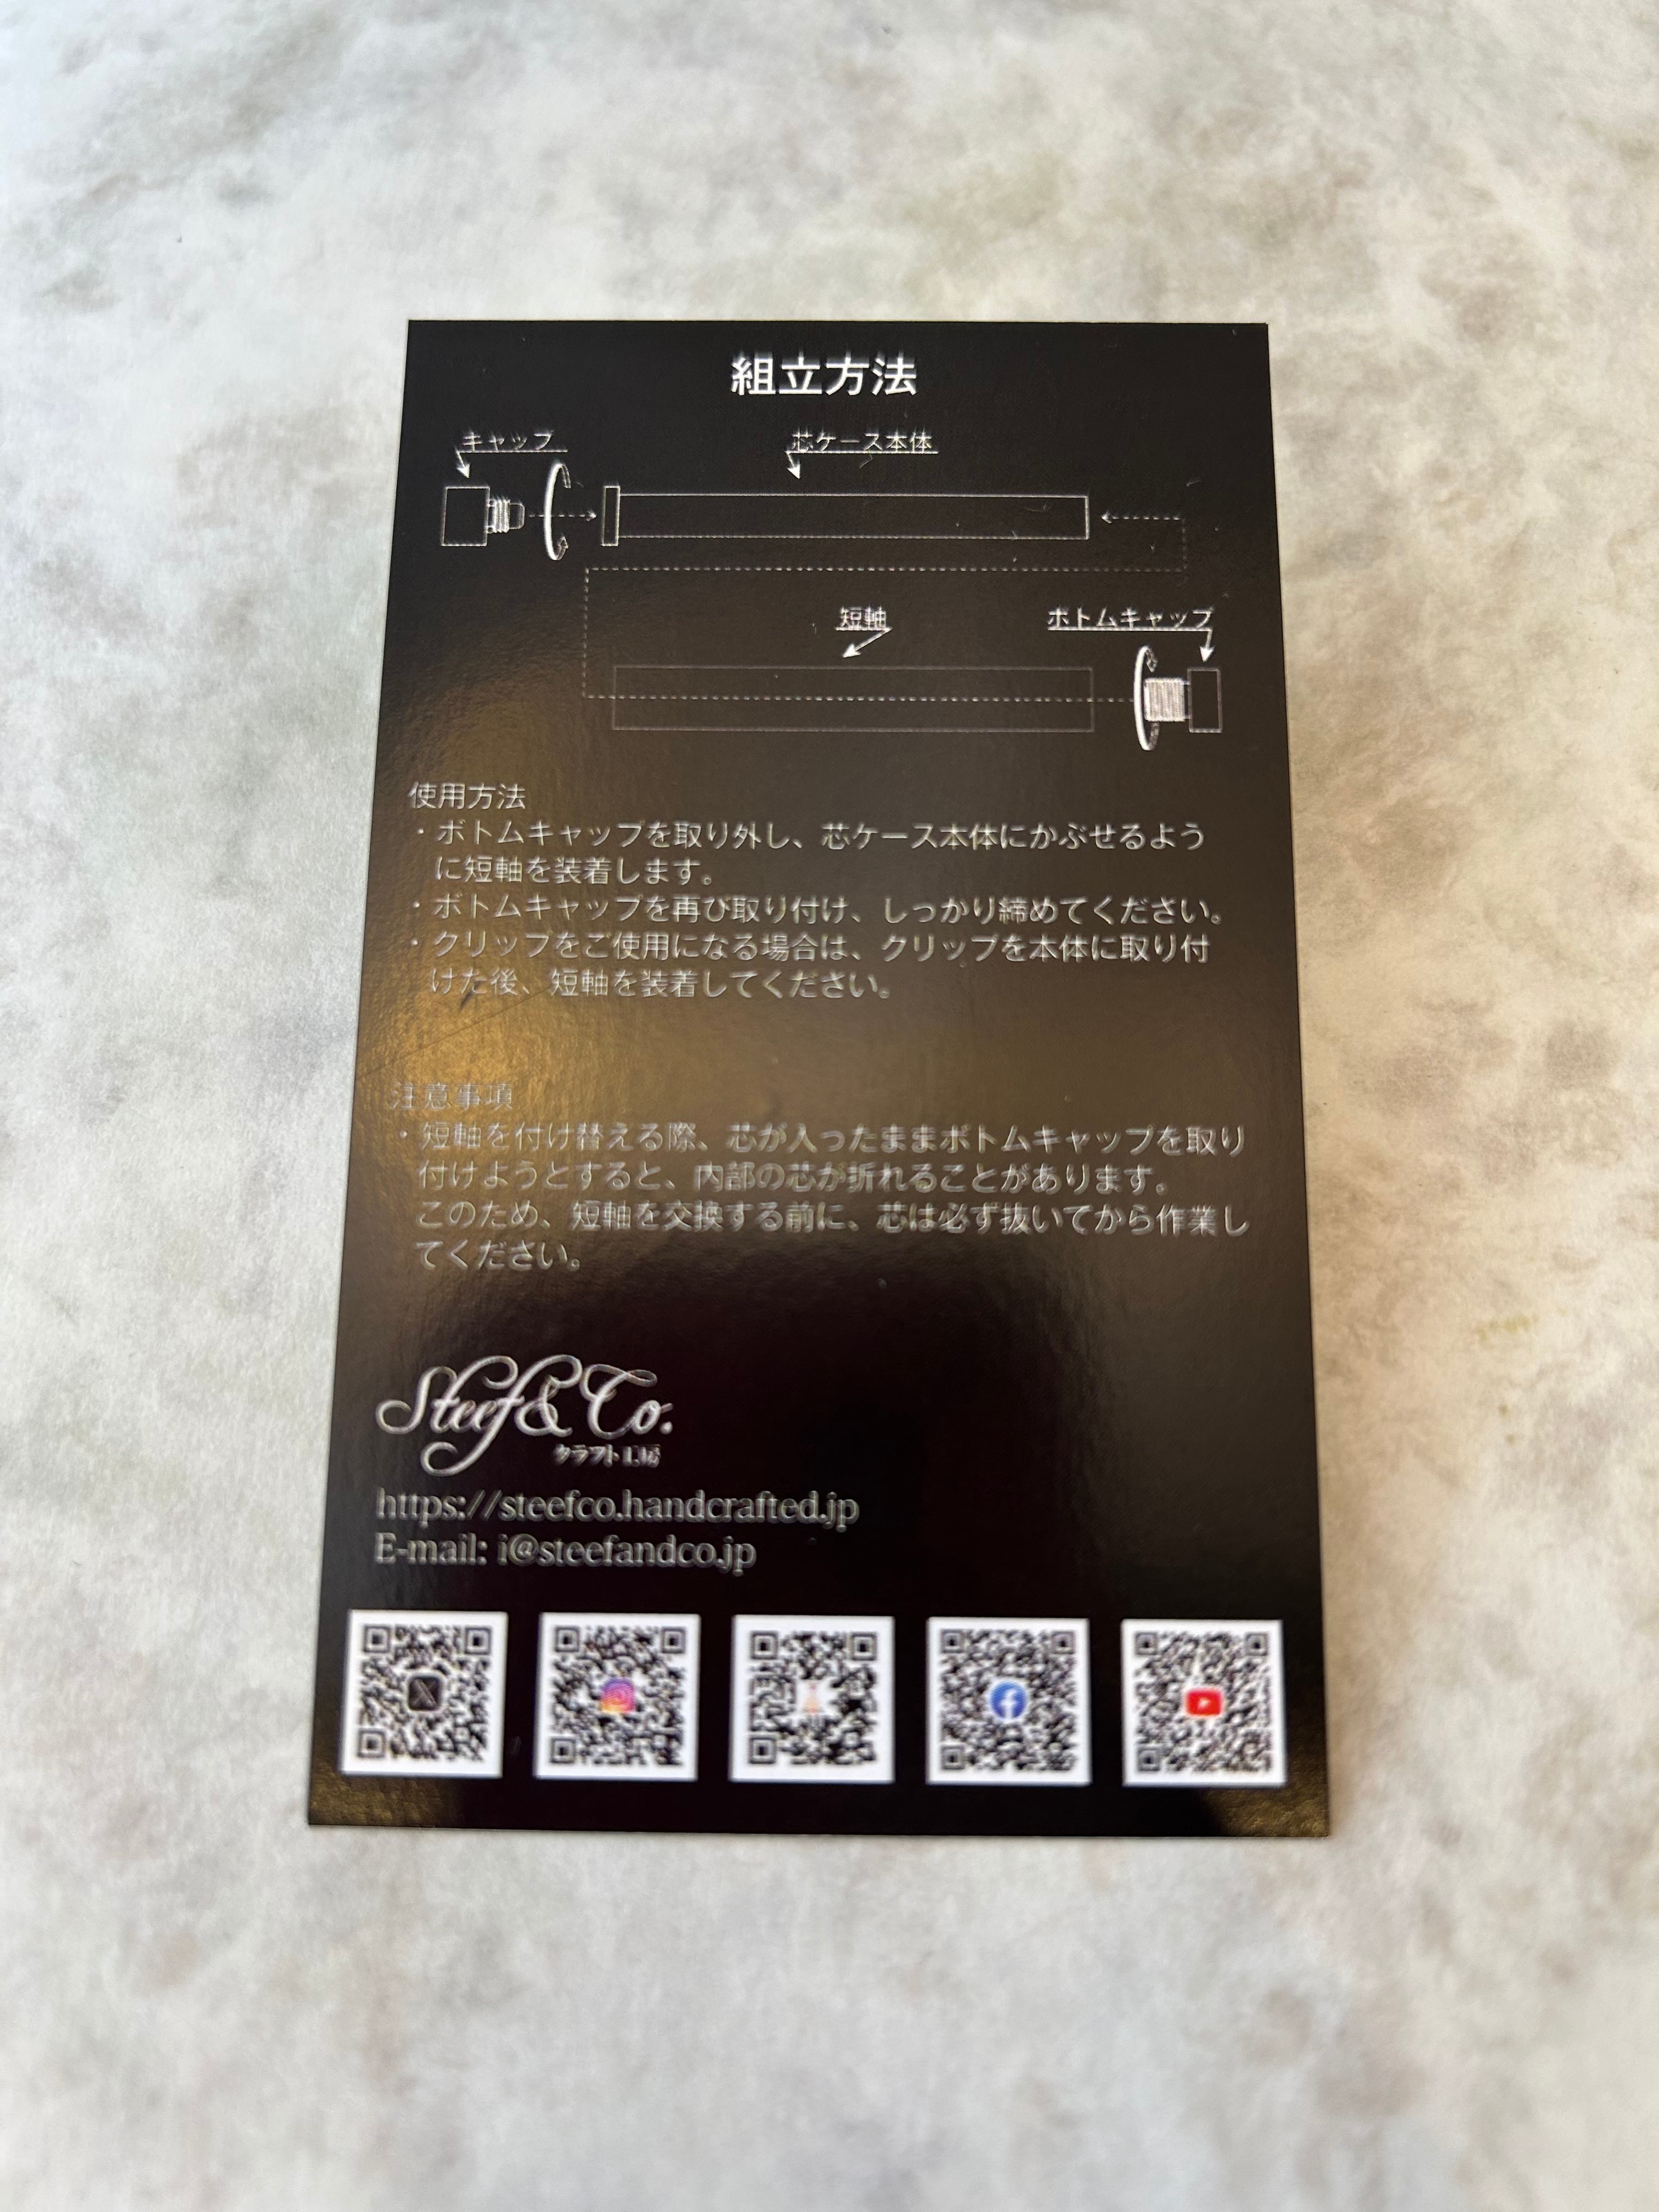 組立方法
キャップ
芯ケース本体
短軸
ボトムキャップ
使用方法
・ボトムキャップを取り外し、芯ケース本体にかぶせるよう
に短軸を装着します。
・ボトムキャップを再び取り付け、しっかり締めてください。
・クリップをご使用になる場合は、クリップを本体に取り付
けた後、短軸を装着してください。
注意事項
・短軸を付け替える際、芯が入ったままボトムキャップを取り
付けようとすると、内部の芯が折れることがあります。
このため、短軸を交換する前に、芯は必ず抜いてから作業し
てください。
Steef&Co.
クラフト工房
https://steefco.handcrafted.jp
E-mail: i@steefandco.jp